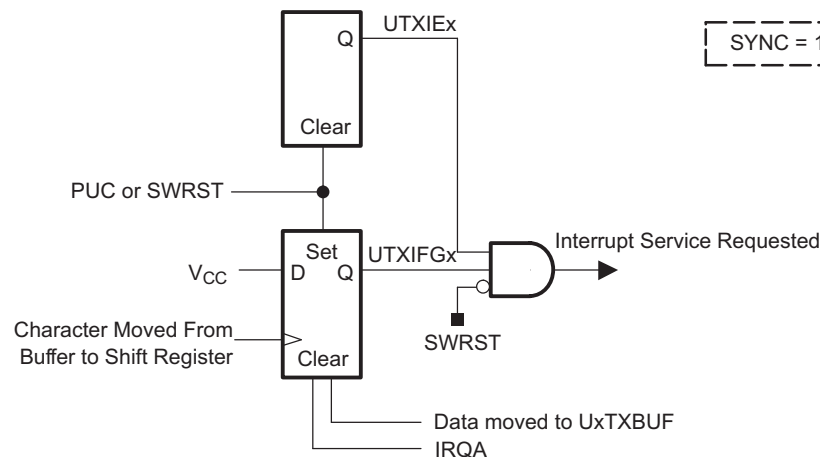 UTXIEx
SYNC = 1
Q
Clear
PUC or SWRST
Set
UTXIFGx
Interrupt Service Requested
VCC
D
Q
Character Moved From
Buffer to Shift Register
Clear
SWRST
Data moved to UxTXBUF
IRQA